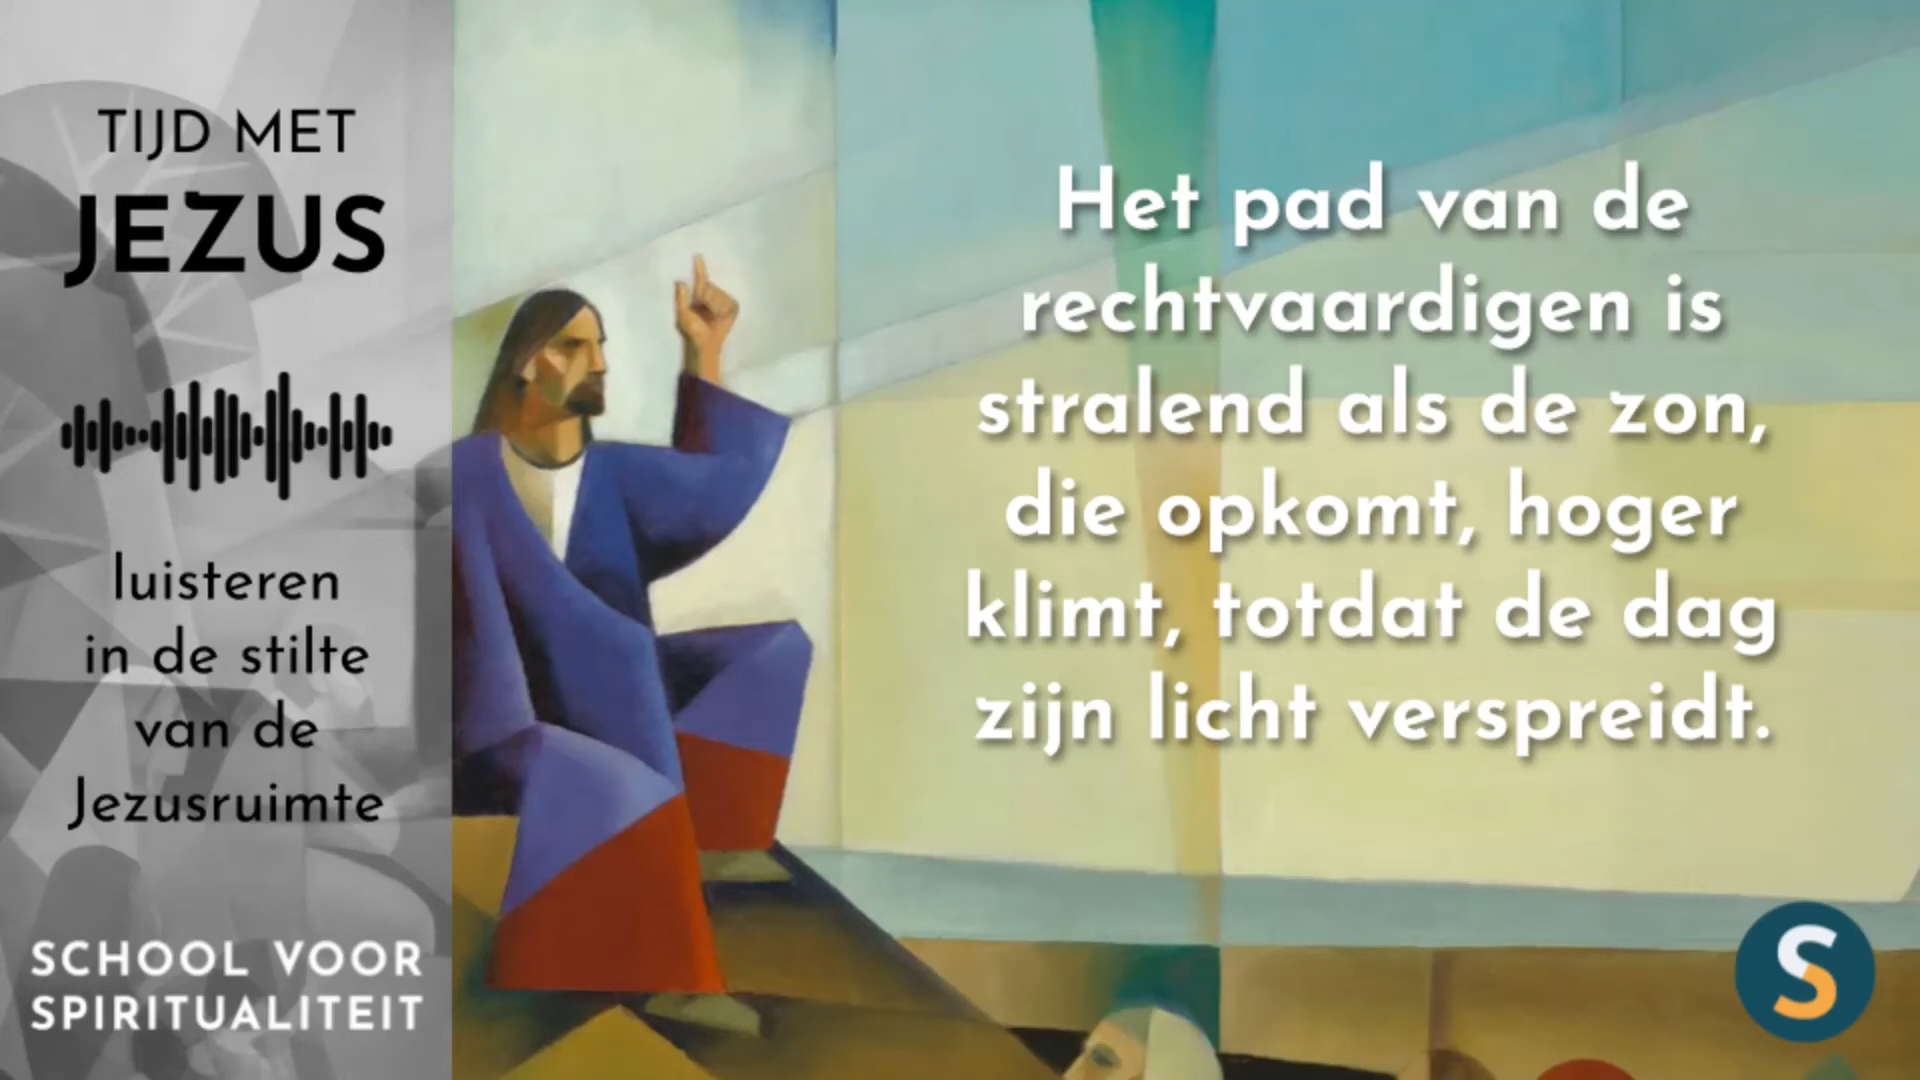 TIJD MET
JEZUS
luisteren
in de stilte
van de
Jezusruimte
SCHOOL VOOR
SPIRITUALITEIT
Het pad van de
rechtvaardigen is
stralend als de zon,
die opkomt, hoger
klimt, totdat de dag
zijn licht verspreidt.
S